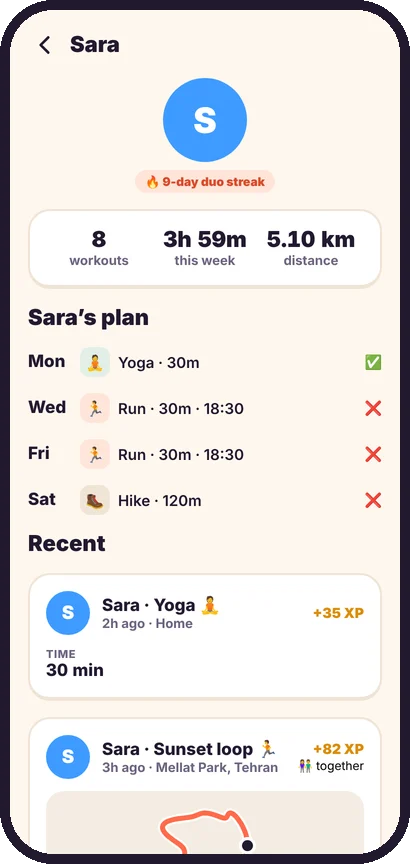 Sara
S
🔥 9-day duo streak
8 3h 59m 5.10 km
workouts this week distance
Sara’s plan
Mon 🧘 Yoga · 30m ✅
Wed 🏃 Run · 30m · 18:30 ❌
Fri 🏃 Run · 30m · 18:30 ❌
Sat 🥾 Hike · 120m ❌
Recent
S
Sara · Yoga 🧘 +35 XP
2h ago · Home
TIME
30 min
S
Sara · Sunset loop 🏃 +82 XP
3h ago · Mellat Park, Tehran 👫 together